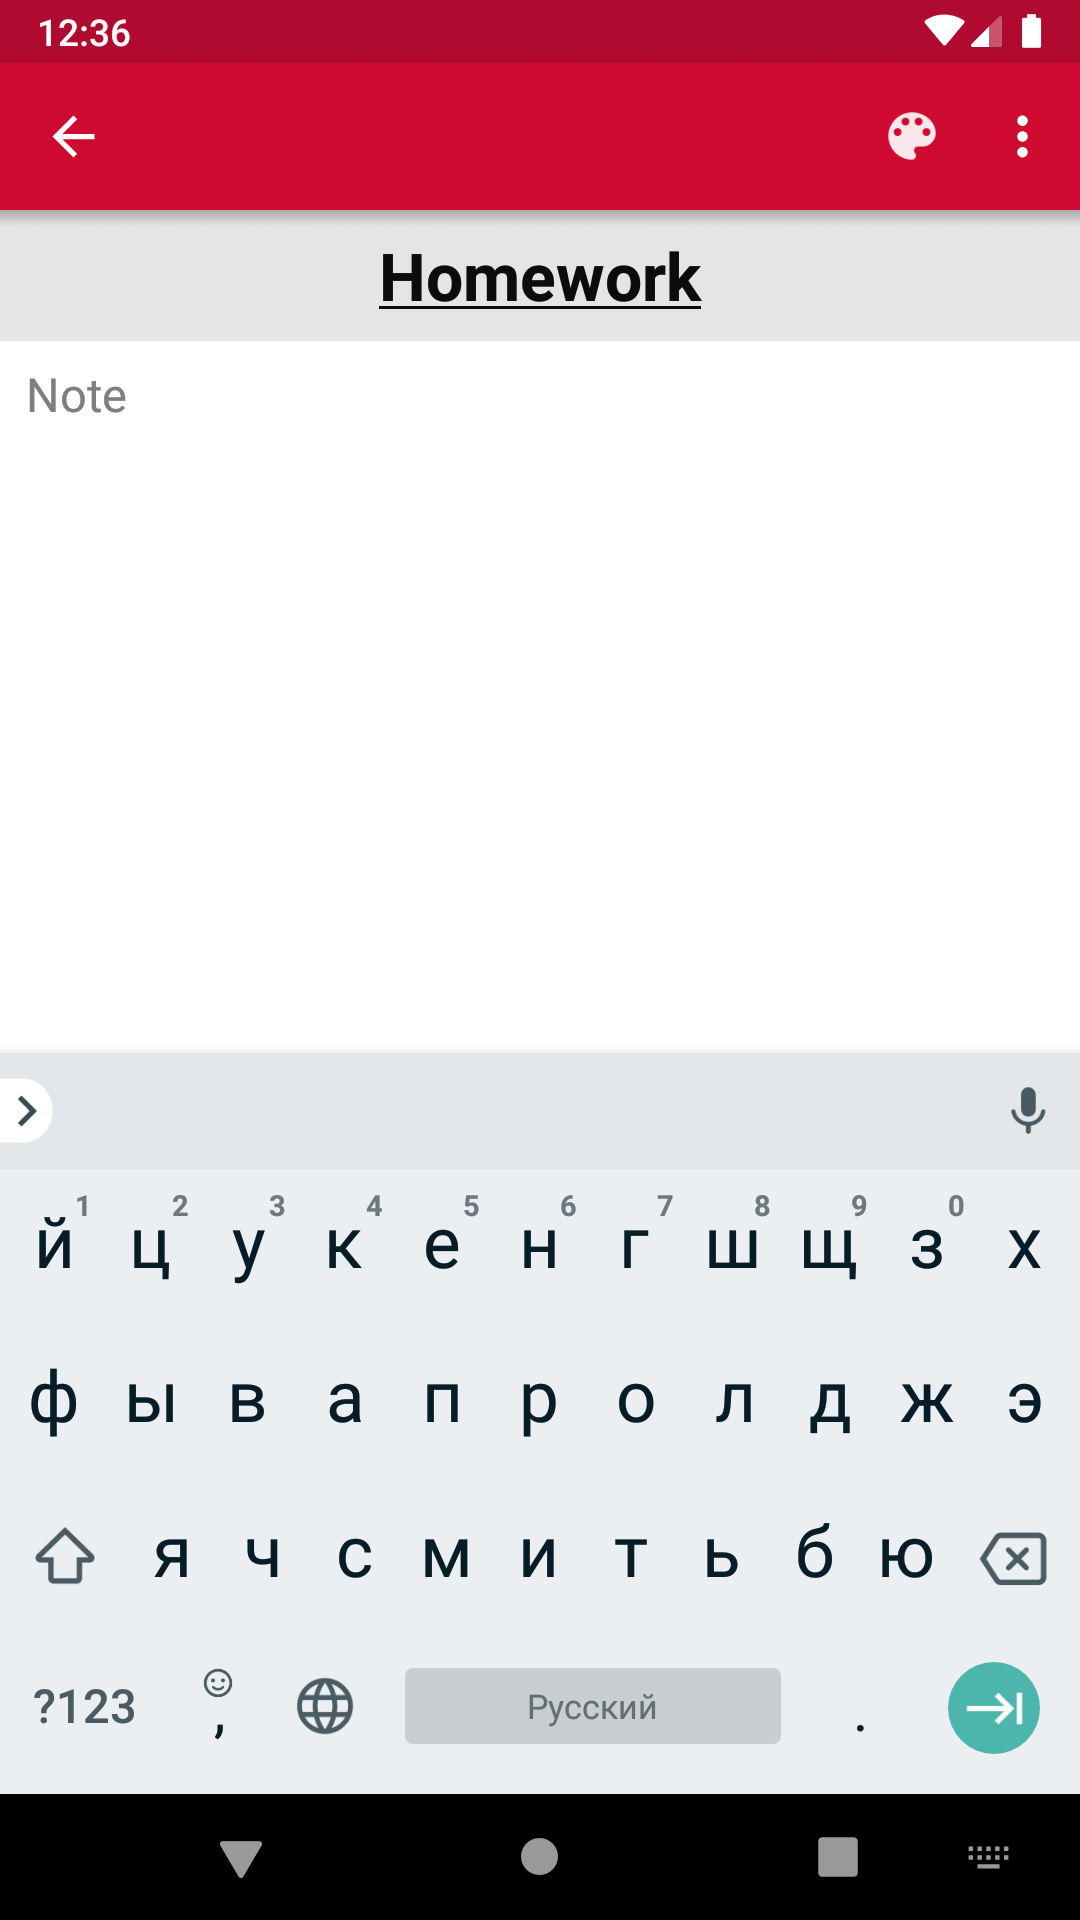 12:36
Homework
Note
1 2 3 4 5 6 7 8 9 0
й ц у к е н г ш щ з х
ф ы в а п р о л д ж э
я ч с м и т ь б ю
?123 , Русский .